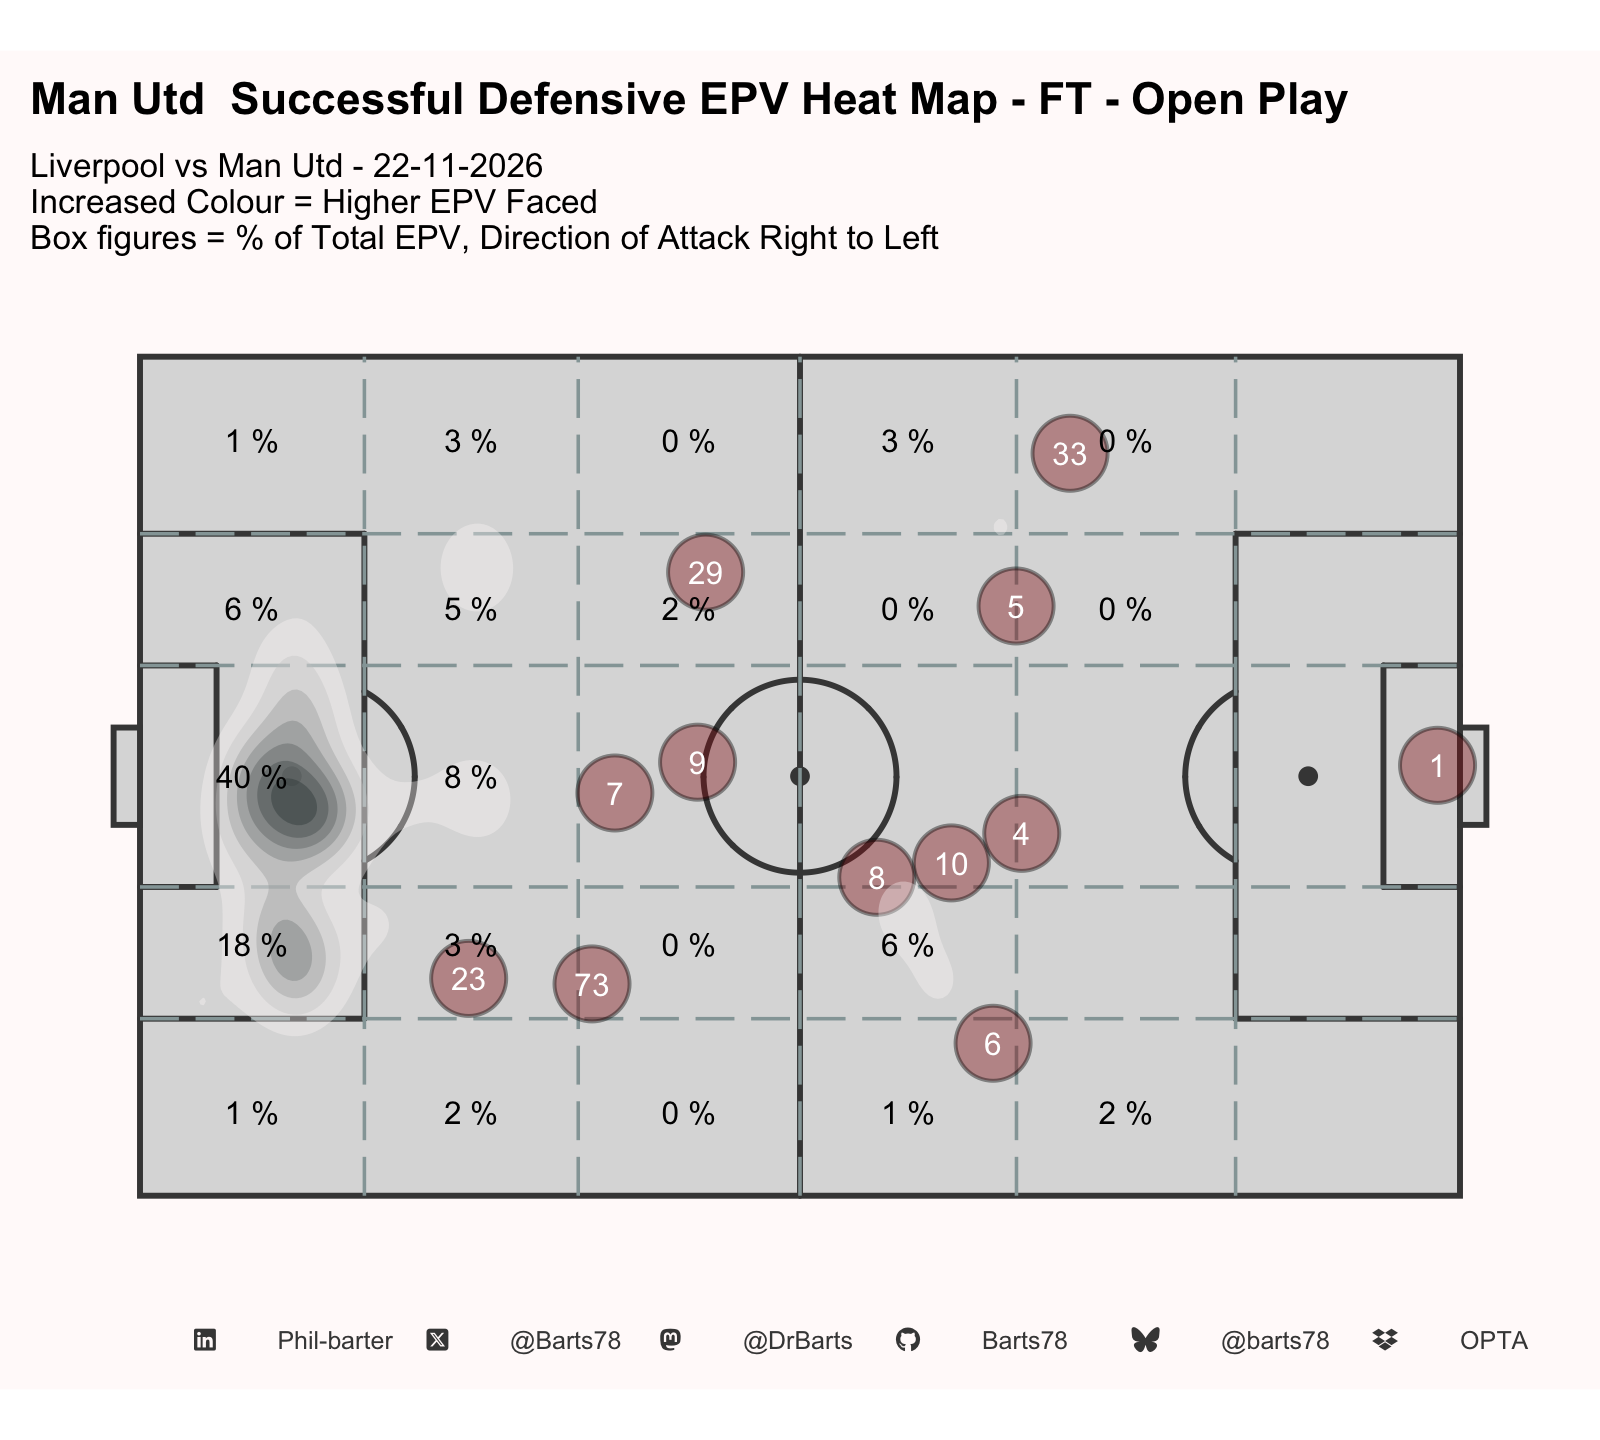 Man Utd  Successful Defensive EPV Heat Map - FT - Open Play
Liverpool vs Man Utd - 22-11-2026
Increased Colour = Higher EPV Faced
Box figures = % of Total EPV, Direction of Attack Right to Left
1 % 3 % 0 % 3 % 33 0 %
29
6 % 5 % 2 % 0 % 5 0 %
40 % 8 % 7 9 1
4
8 10
18 % 3 % 0 % 6 %
23 73
6
1 % 2 % 0 % 1 % 2 %
in Phil-barter X @Barts78 m @DrBarts Barts78 @barts78 OPTA